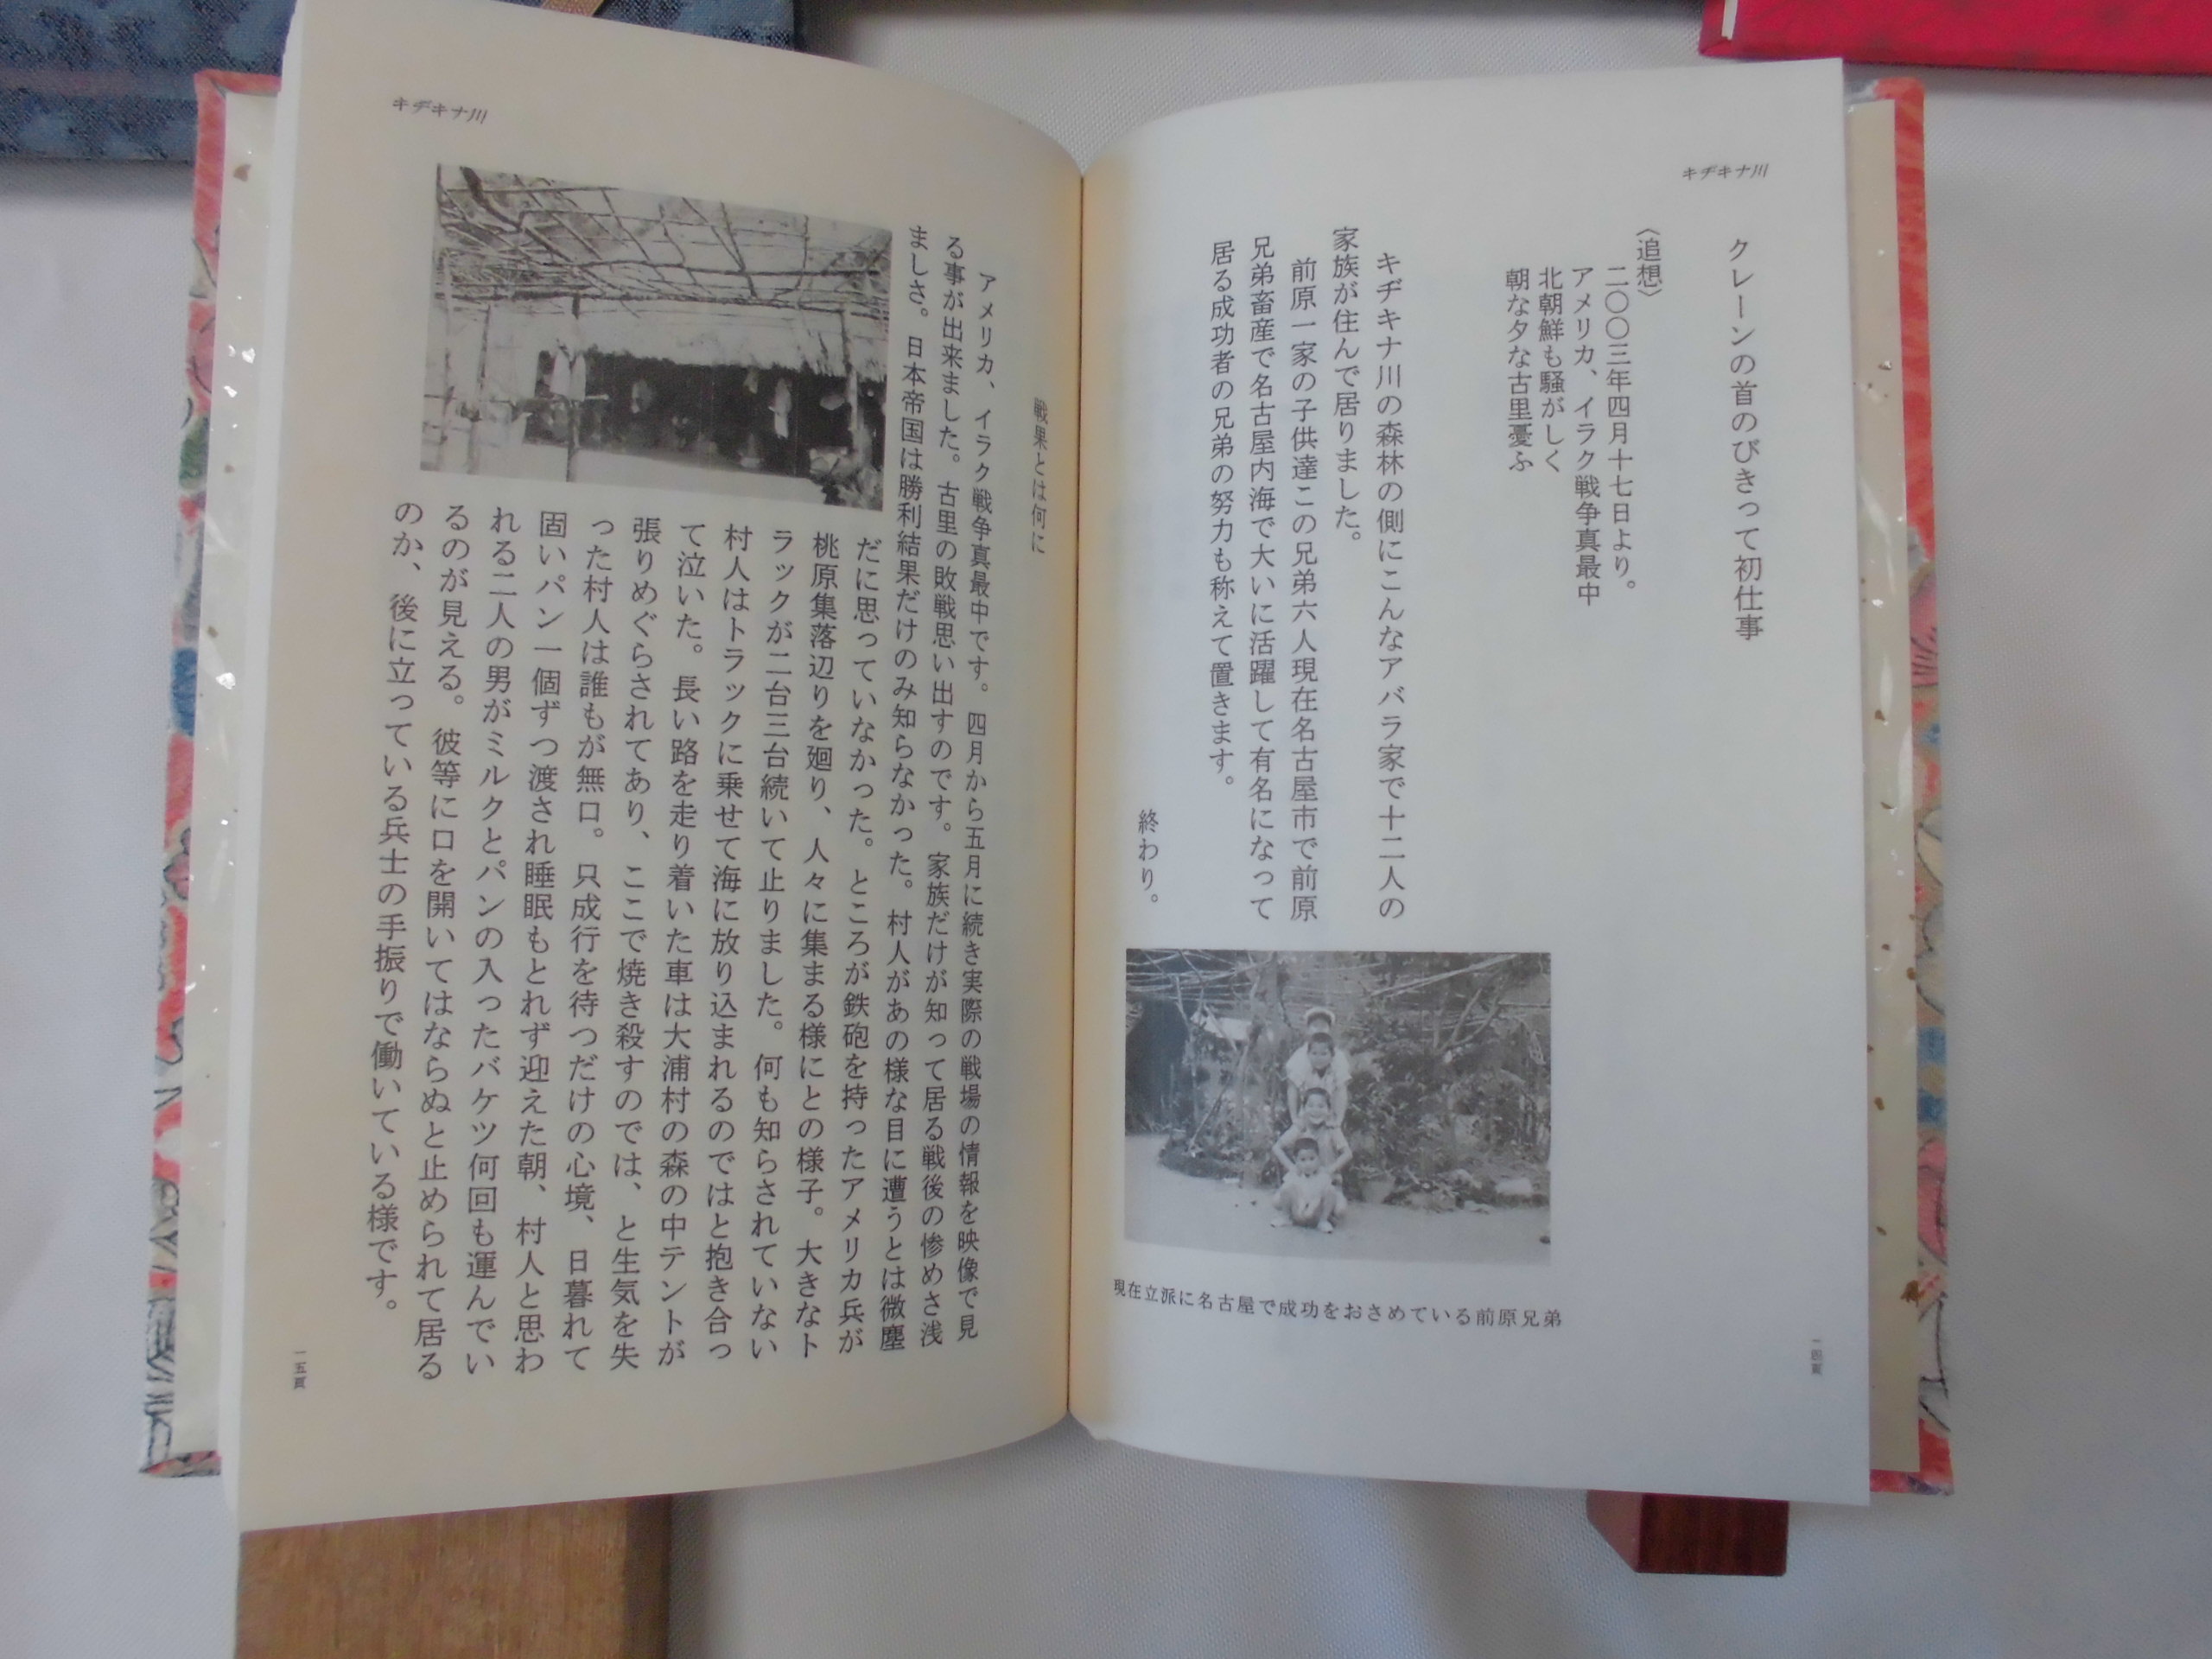 キヂキナ川
クレーンの首のびきって初仕事
〈追想〉
二〇〇三年四月十七日より。
アメリカ、イラク戦争真最中
北朝鮮も騒がしく
朝な夕な古里憂ふ
キヂキナ川の森林の側にこんなアバラ家で十二人の
家族が住んで居りました。
前原一家の子供達この兄弟六人現在名古屋市で前原
兄弟畜産で名古屋内海で大いに活躍して有名になって
居る成功者の兄弟の努力も称えて置きます。
終わり。
現在立派に名古屋で成功をおさめている前原兄弟
一四頁
キヂキナ川
戦果とは何に
アメリカ、イラク戦争真最中です。四月から五月に続き実際の戦場の情報を映像で見
る事が出来ました。古里の敗戦思い出すのです。家族だけが知って居る戦後の惨めさ浅
ましさ。日本帝国は勝利結果だけのみ知らなかった。村人があの様な目に遭うとは微塵
だに思っていなかった。ところが鉄砲を持ったアメリカ兵が
桃原集落辺りを廻り、人々に集まる様にとの様子。大きなト
ラックが二台三台続いて止りました。何も知らされていない
村人はトラックに乗せて海に放り込まれるのではと抱き合っ
て泣いた。長い路を走り着いた車は大浦村の森の中テントが
張りめぐらされてあり、ここで焼き殺すのでは、と生気を失
った村人は誰もが無口。只成行を待つだけの心境、日暮れて
固いパン一個ずつ渡され睡眠もとれず迎えた朝、村人と思わ
れる二人の男がミルクとパンの入ったバケツ何回も運んでい
るのが見える。彼等に口を開いてはならぬと止められて居る
のか、後に立っている兵士の手振りで働いている様です。
一五頁